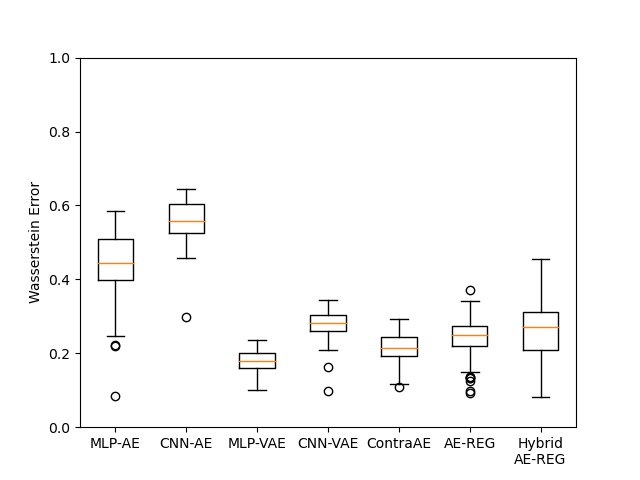 1.0
0.8
0.6
0.4
0.2
0.0
Wasserstein Error
MLP-AE CNN-AE MLP-VAE CNN-VAE ContraAE AE-REG Hybrid
AE-REG